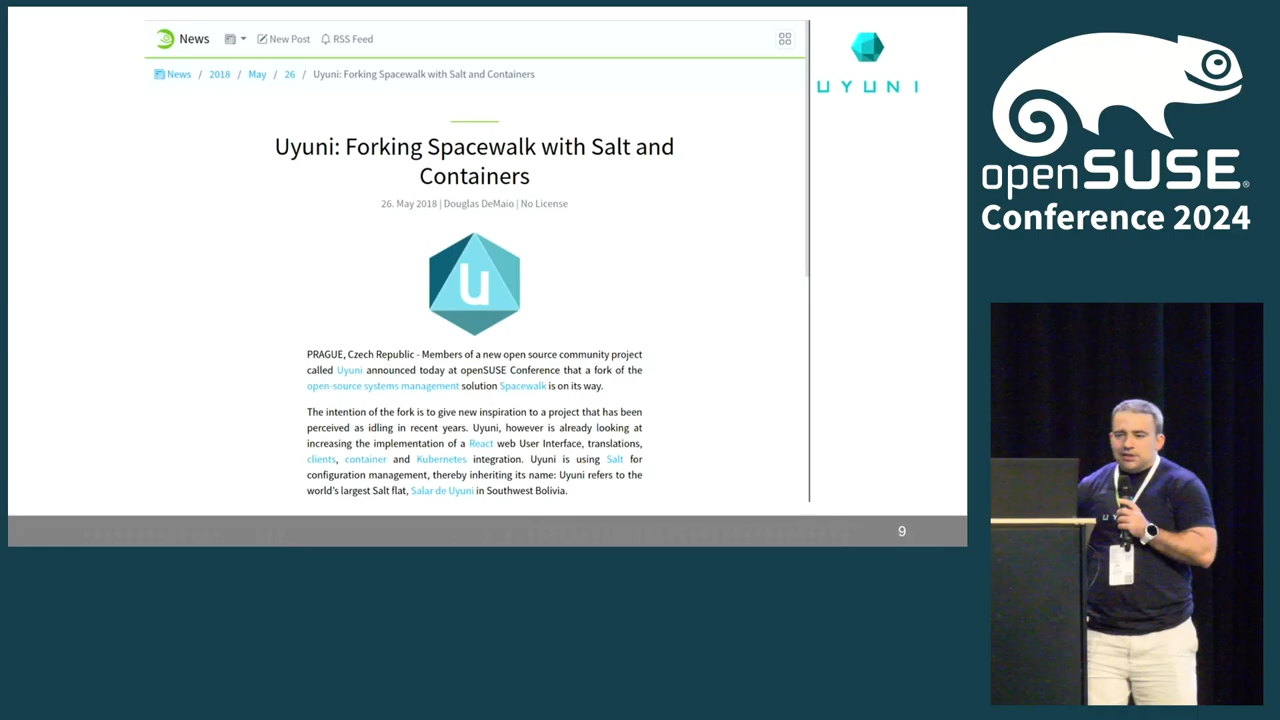 News New Post RSS Feed
News / 2018 / May / 26 / Uyuni: Forking Spacewalk with Salt and Containers
Uyuni: Forking Spacewalk with Salt and
Containers
26. May 2018 | Douglas DeMaio | No License
u
PRAGUE, Czech Republic - Members of a new open source community project
called Uyuni announced today at openSUSE Conference that a fork of the
open-source systems management solution Spacewalk is on its way.
The intention of the fork is to give new inspiration to a project that has been
perceived as idling in recent years. Uyuni, however is already looking at
increasing the implementation of a React web User Interface, translations,
clients, container and Kubernetes integration. Uyuni is using Salt for
configuration management, thereby inheriting its name: Uyuni refers to the
world's largest Salt flat, Salar de Uyuni in Southwest Bolivia.
UYUNI
9
openSUSE®
Conference 2024